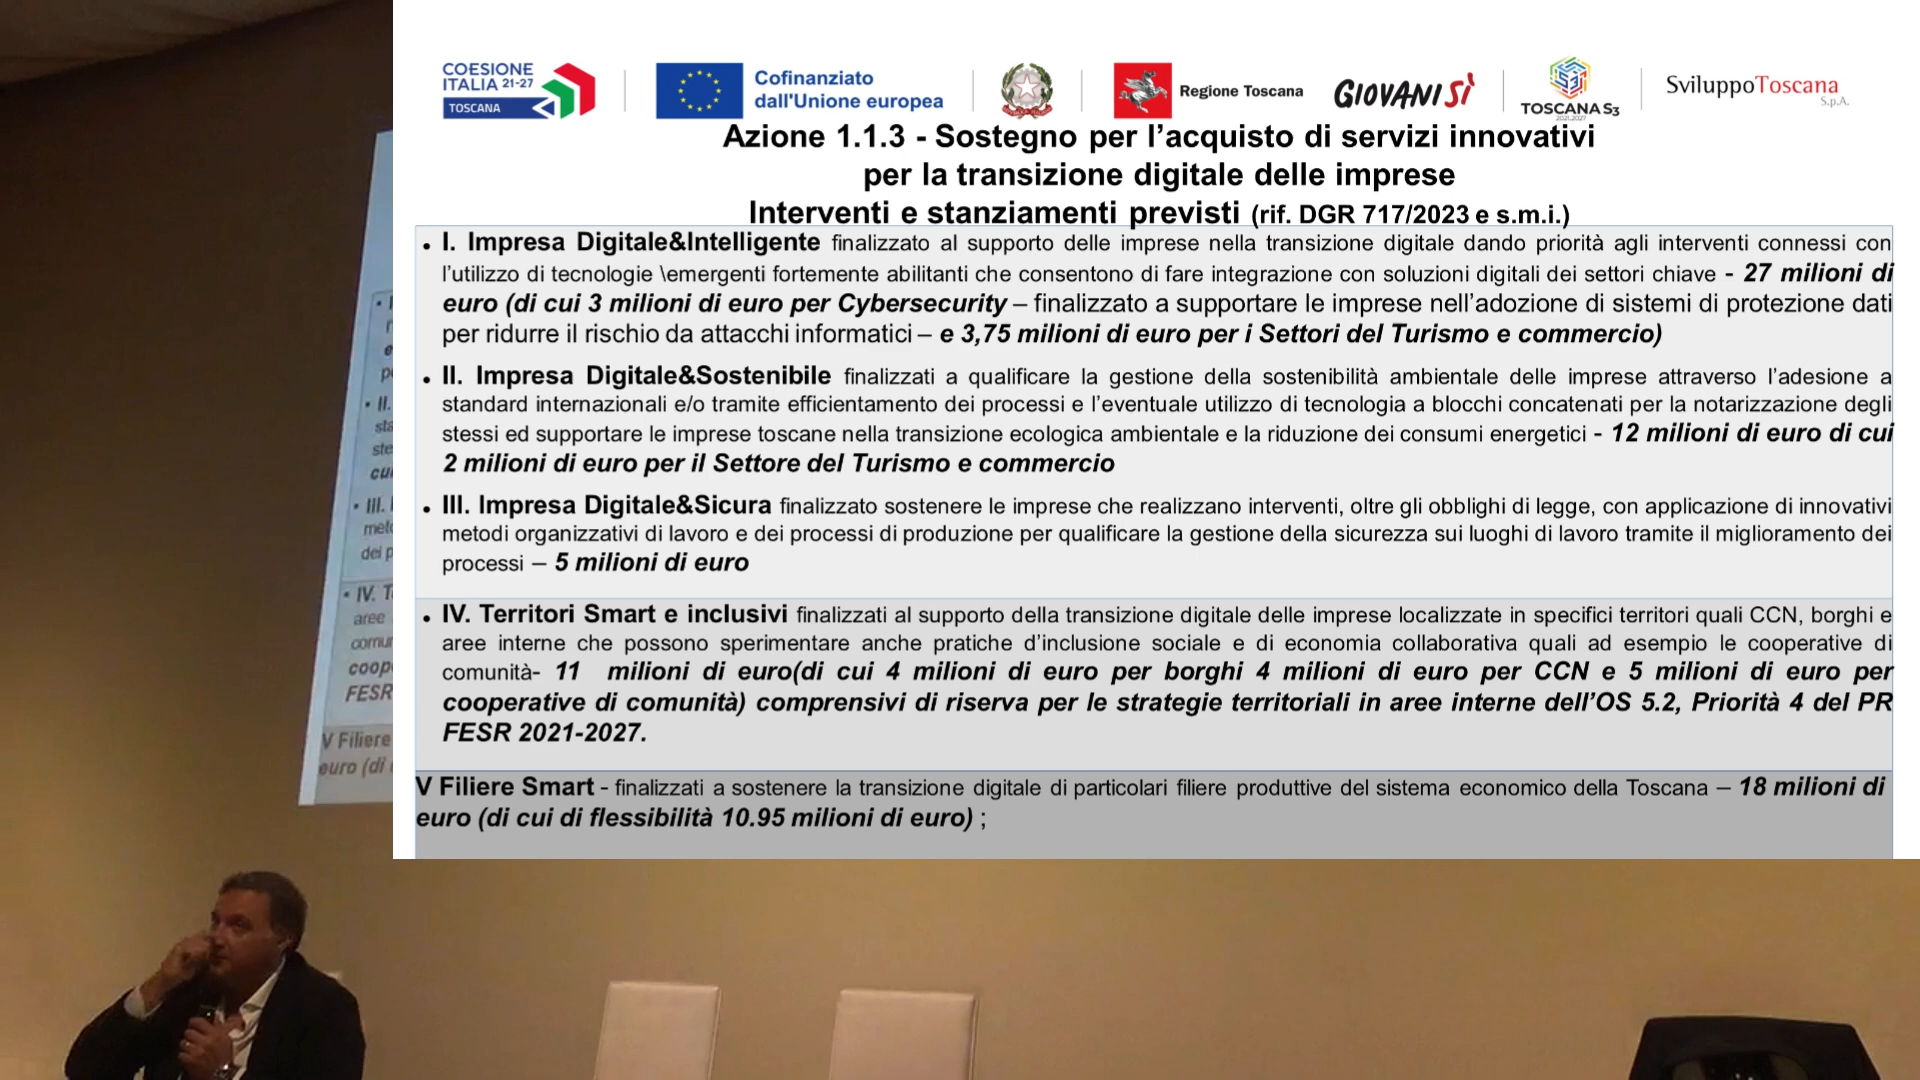 COESIONE
ITALIA 21-27
TOSCANA
Cofinanziato
dall'Unione europea
Regione Toscana
GIOVANISÌ
TOSCANA S3
2021.2027
SviluppoToscana
S.p.A.
Azione 1.1.3 - Sostegno per l’acquisto di servizi innovativi
per la transizione digitale delle imprese
Interventi e stanziamenti previsti (rif. DGR 717/2023 e s.m.i.)
• I. Impresa Digitale&Intelligente finalizzato al supporto delle imprese nella transizione digitale dando priorità agli interventi connessi con
l’utilizzo di tecnologie \emergenti fortemente abilitanti che consentono di fare integrazione con soluzioni digitali dei settori chiave - 27 milioni di
euro (di cui 3 milioni di euro per Cybersecurity – finalizzato a supportare le imprese nell’adozione di sistemi di protezione dati
per ridurre il rischio da attacchi informatici – e 3,75 milioni di euro per i Settori del Turismo e commercio)
• II. Impresa Digitale&Sostenibile finalizzati a qualificare la gestione della sostenibilità ambientale delle imprese attraverso l’adesione a
standard internazionali e/o tramite efficientamento dei processi e l’eventuale utilizzo di tecnologia a blocchi concatenati per la notarizzazione degli
stessi ed supportare le imprese toscane nella transizione ecologica ambientale e la riduzione dei consumi energetici - 12 milioni di euro di cui
2 milioni di euro per il Settore del Turismo e commercio
• III. Impresa Digitale&Sicura finalizzato sostenere le imprese che realizzano interventi, oltre gli obblighi di legge, con applicazione di innovativi
metodi organizzativi di lavoro e dei processi di produzione per qualificare la gestione della sicurezza sui luoghi di lavoro tramite il miglioramento dei
processi – 5 milioni di euro
• IV. Territori Smart e inclusivi finalizzati al supporto della transizione digitale delle imprese localizzate in specifici territori quali CCN, borghi e
aree interne che possono sperimentare anche pratiche d’inclusione sociale e di economia collaborativa quali ad esempio le cooperative di
comunità- 11 milioni di euro(di cui 4 milioni di euro per borghi 4 milioni di euro per CCN e 5 milioni di euro per
cooperative di comunità) comprensivi di riserva per le strategie territoriali in aree interne dell’OS 5.2, Priorità 4 del PR
FESR 2021-2027.
V Filiere Smart - finalizzati a sostenere la transizione digitale di particolari filiere produttive del sistema economico della Toscana – 18 milioni di
euro (di cui di flessibilità 10.95 milioni di euro) ;
• II.
• III.
dei p
• IV. T
aree
comun
coop
FESR
V Filiere
euro (di